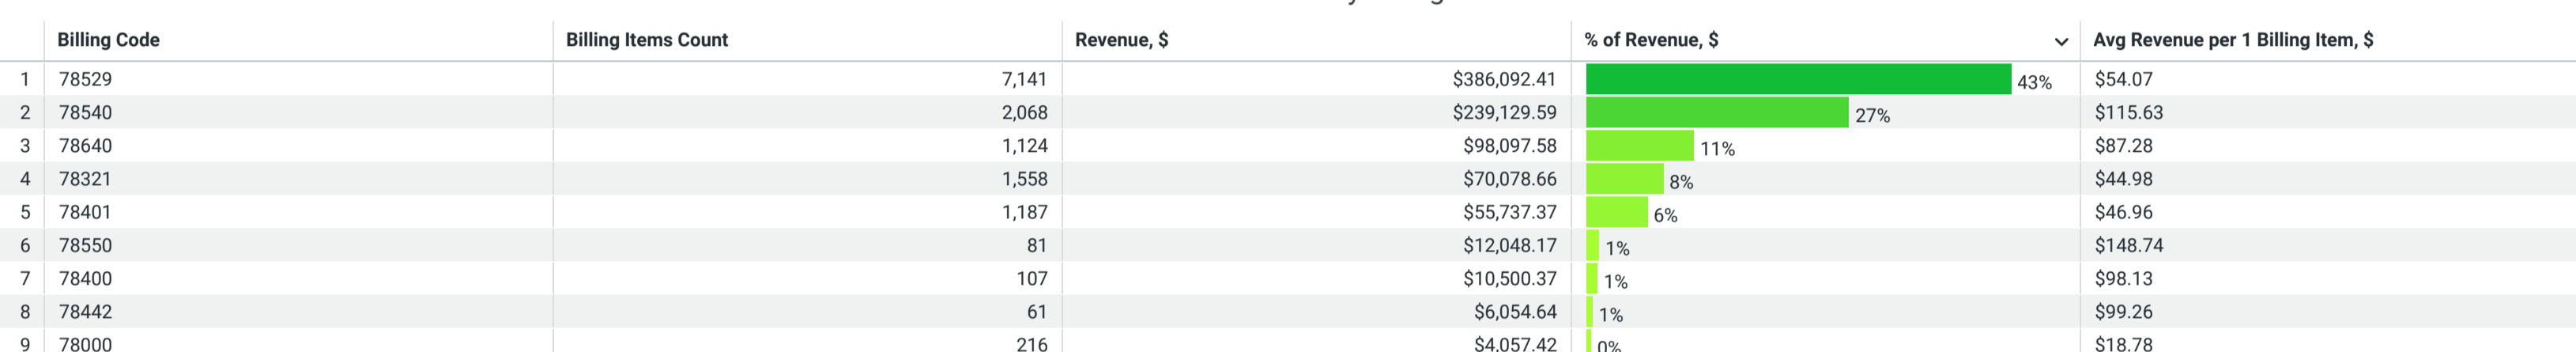 Billing Code Billing Items Count Revenue, $ % of Revenue, $ Avg Revenue per 1 Billing Item, $
1 78529 7,141 $386,092.41 43% $54.07
2 78540 2,068 $239,129.59 27% $115.63
3 78640 1,124 $98,097.58 11% $87.28
4 78321 1,558 $70,078.66 8% $44.98
5 78401 1,187 $55,737.37 6% $46.96
6 78550 81 $12,048.17 1% $148.74
7 78400 107 $10,500.37 1% $98.13
8 78442 61 $6,054.64 1% $99.26
9 78000 216 $4,057.42 0% $18.78